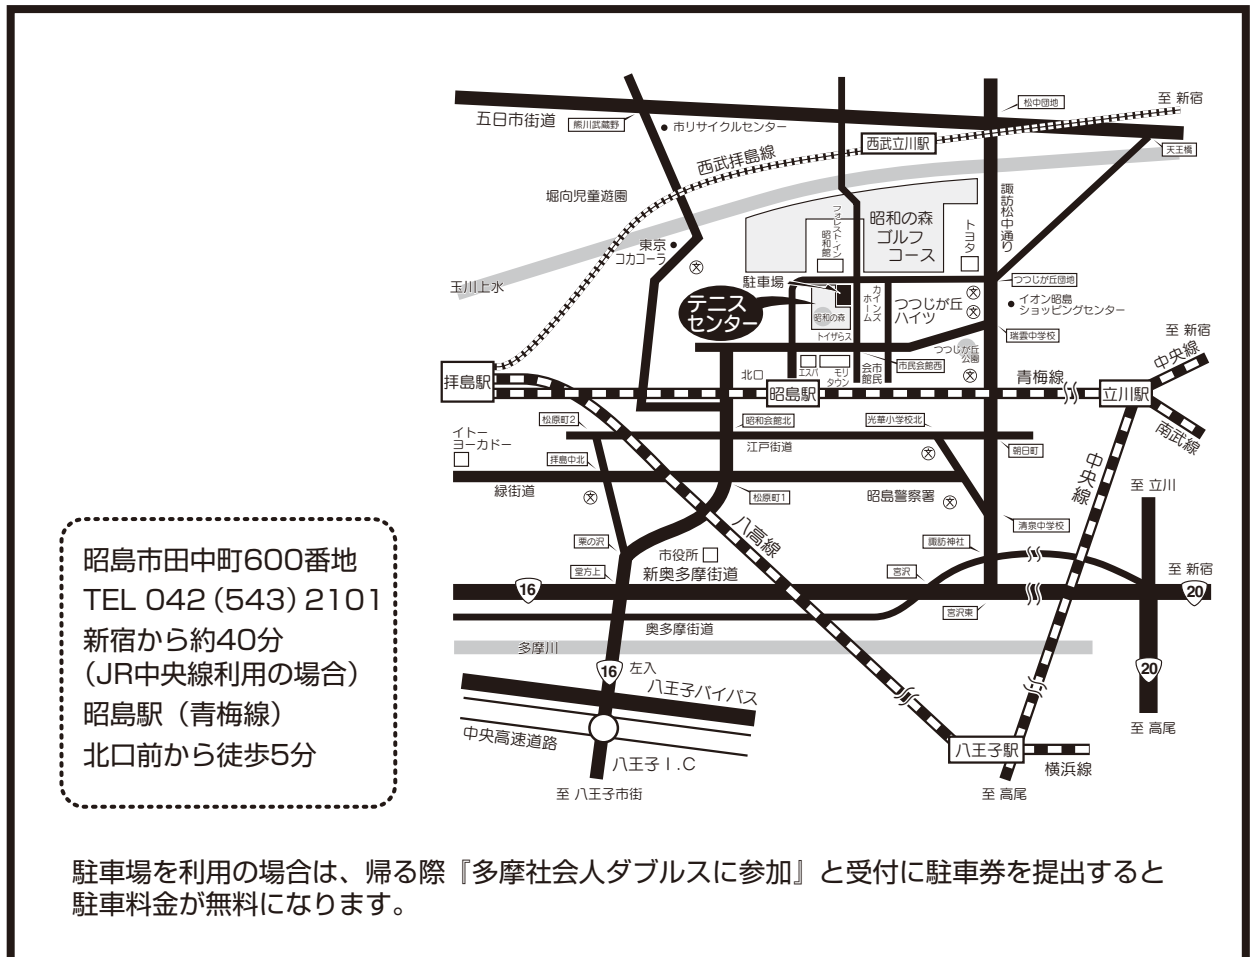 五日市街道
熊川武蔵野
市リサイクルセンター
松中団地
至 新宿
西武立川駅
天王橋
西武拝島線
堀向児童遊園
諏訪松中通り
昭和の森
ゴルフ
コース
フォレスト・イン
昭和館
トヨタ
東京
コカコーラ
玉川上水
駐車場
つつじが丘団地
テニス
センター
昭和の森
カインズ
ホームズ
つつじが丘
ハイツ
イオン昭島
ショッピングセンター
トイザらス
瑞雲中学校
至 新宿
つつじが丘
公園
中央線
拝島駅
北口
エスパ
モリ
タウン
市民
会館
市民会館西
昭島駅
青梅線
立川駅
南武線
松原町2
昭和会館北
光華小学校北
イトー
ヨーカドー
江戸街道
朝日町
拝島中北
中央線
緑街道
松原町1
昭島警察署
至 立川
八高線
清泉中学校
栗の沢
市役所
諏訪神社
堂方上
新奥多摩街道
宮沢
至 新宿
16
20
宮沢東
奥多摩街道
多摩川
16
左入
20
八王子バイパス
中央高速道路
至 高尾
八王子駅
八王子I.C
横浜線
至 八王子市街
至 高尾
昭島市田中町600番地
TEL 042(543)2101
新宿から約40分
(JR中央線利用の場合)
昭島駅(青梅線)
北口前から徒歩5分
駐車場を利用の場合は、帰る際『多摩社会人ダブルスに参加』と受付に駐車券を提出すると
駐車料金が無料になります。